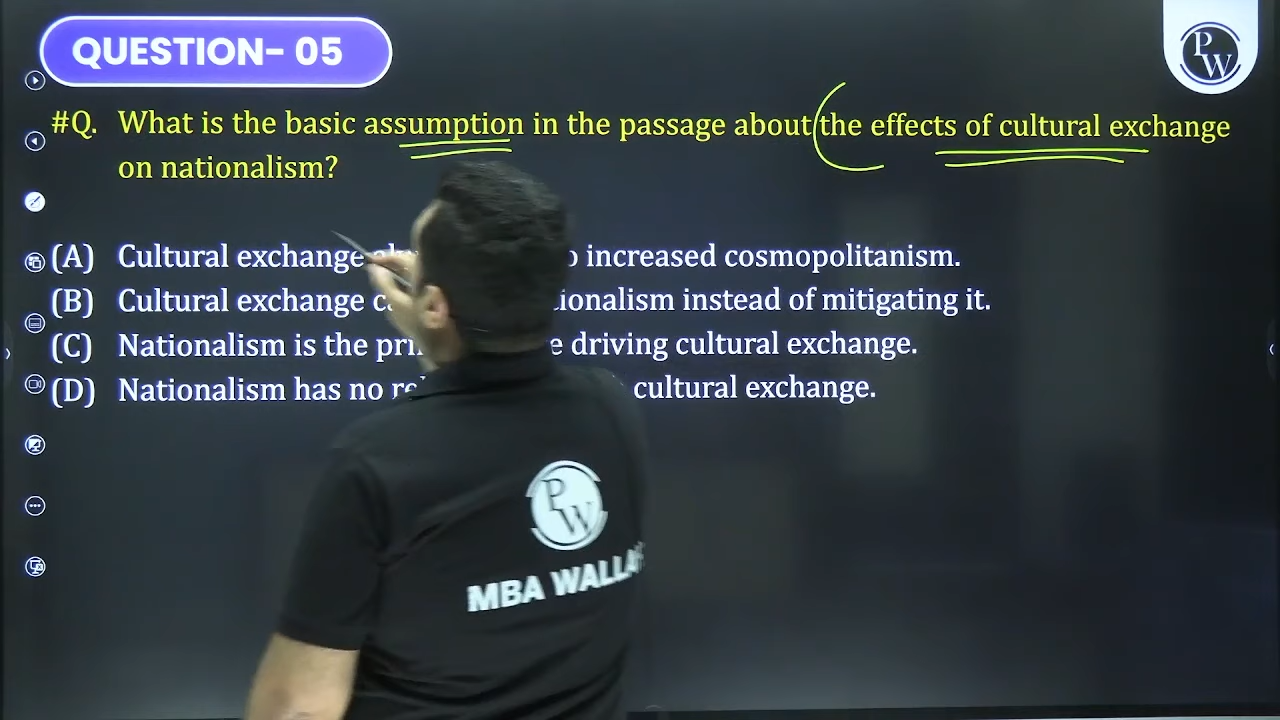 QUESTION- 05
PW
#Q. What is the basic assumption in the passage about the effects of cultural exchange
on nationalism?
(A) Cultural exchange increased cosmopolitanism.
(B) Cultural exchange instead of mitigating it.
(C) Nationalism is the driving cultural exchange.
(D) Nationalism has no cultural exchange.
PW
MBA WALLAH